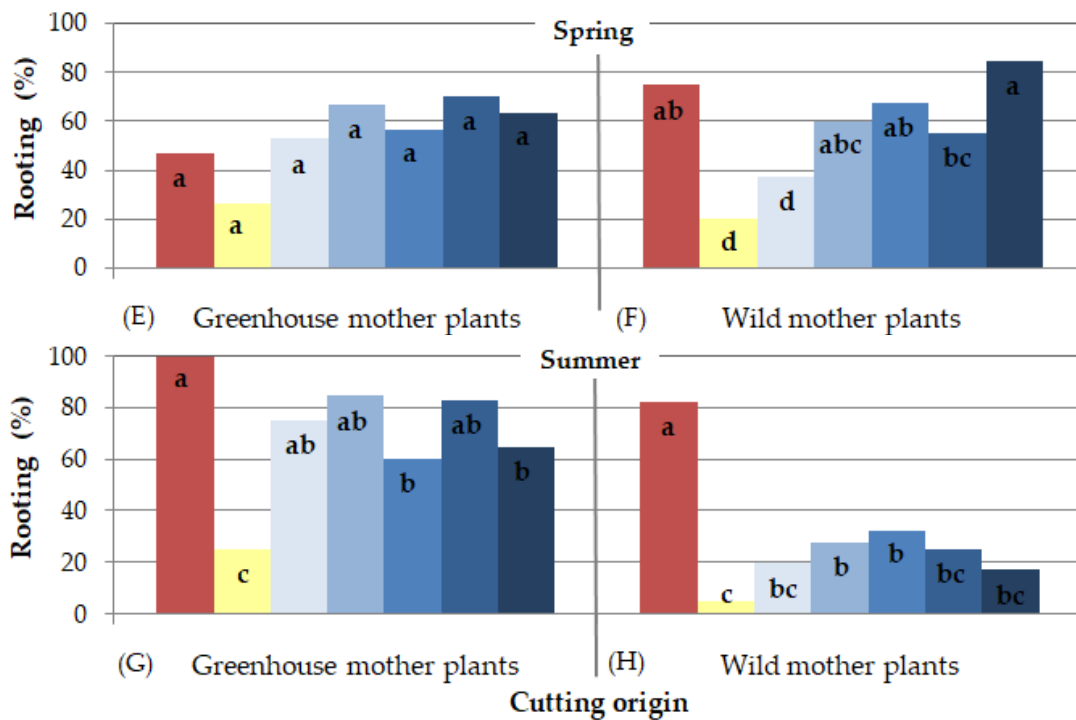 100
Spring
80
60
40
20
0
Rooting (%)
a a a a a a a
ab d d abc ab bc a
(E) Greenhouse mother plants (F) Wild mother plants
100
Summer
80
60
40
20
0
Rooting (%)
a c ab ab b ab b
a c bc b b bc bc
(G) Greenhouse mother plants (H) Wild mother plants
Cutting origin